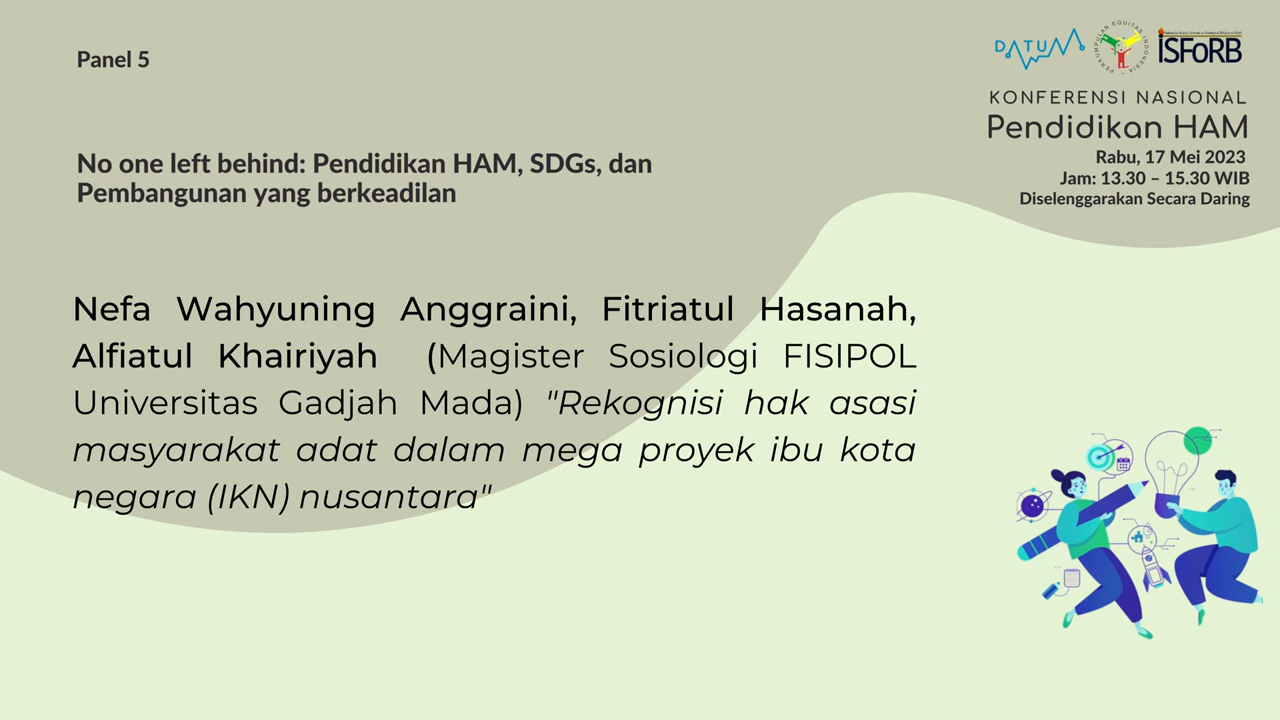 Panel 5
DATUM
PERKUMPULAN EQUITAS INDONESIA
ISFoRB
KONFERENSI NASIONAL
Pendidikan HAM
Rabu, 17 Mei 2023
Jam: 13.30 – 15.30 WIB
Diselenggarakan Secara Daring
No one left behind: Pendidikan HAM, SDGs, dan
Pembangunan yang berkeadilan
Nefa Wahyuning Anggraini, Fitriatul Hasanah,
Alfiatul Khairiyah (Magister Sosiologi FISIPOL
Universitas Gadjah Mada) "Rekognisi hak asasi
masyarakat adat dalam mega proyek ibu kota
negara (IKN) nusantara"